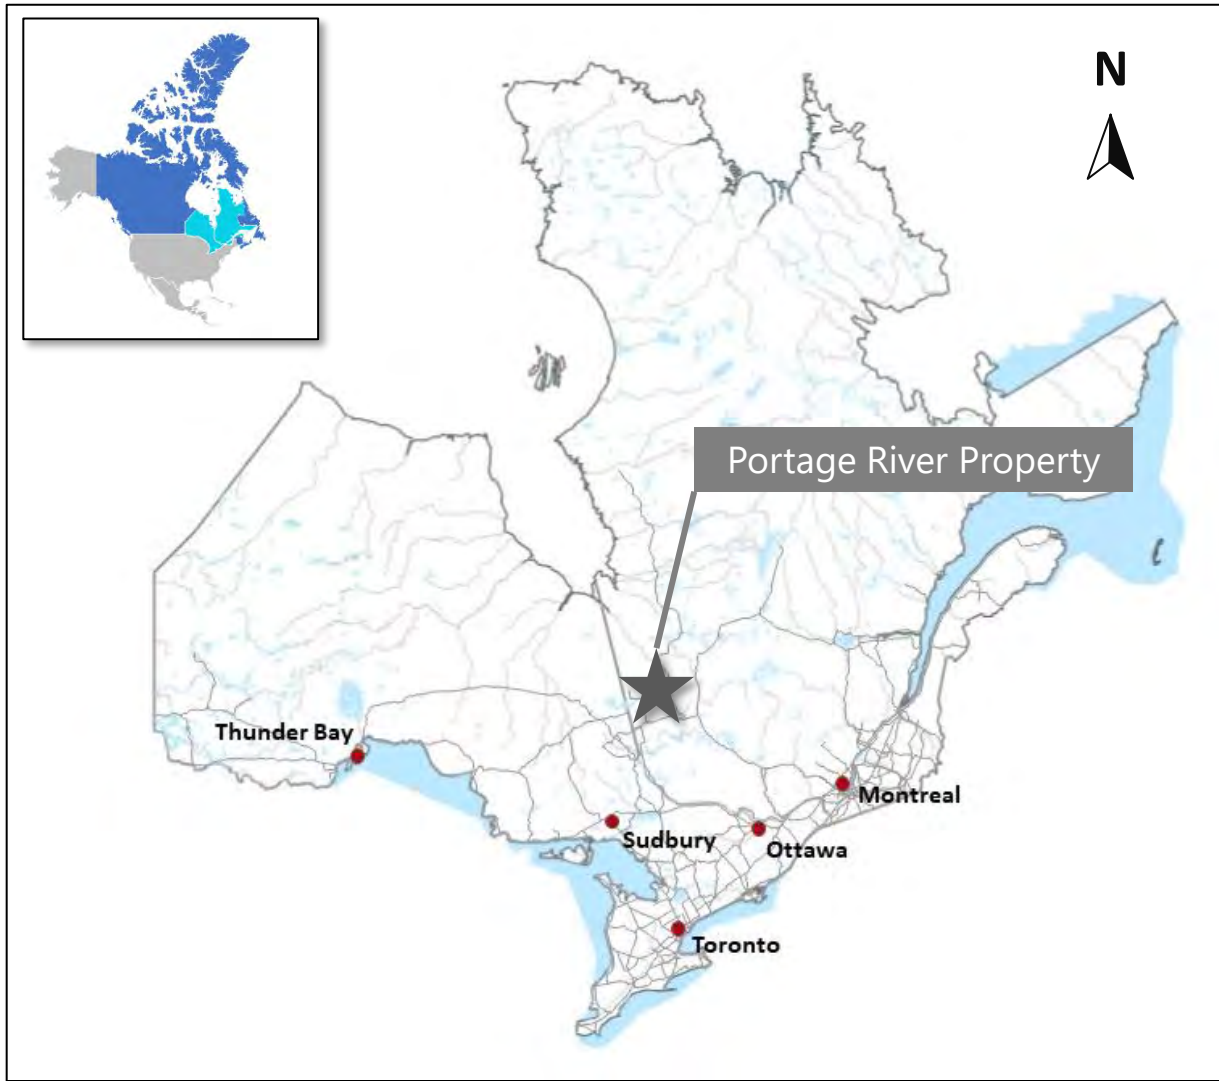 N
Portage River Property
Thunder Bay
Montreal
Sudbury
Ottawa
Toronto